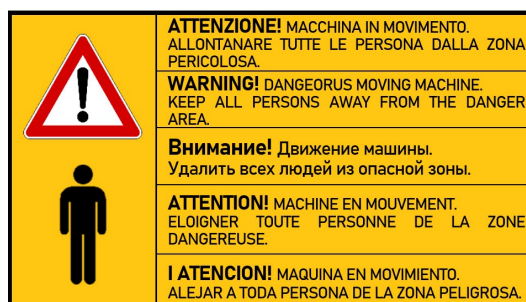 ATTENZIONE! MACCHINA IN MOVIMENTO.
ALLONTANARE TUTTE LE PERSONA DALLA ZONA
PERICOLOSA.
WARNING! DANGEORUS MOVING MACHINE.
KEEP ALL PERSONS AWAY FROM THE DANGER
AREA.
Внимание! Движение машины.
Удалить всех людей из опасной зоны.
ATTENTION! MACHINE EN MOUVEMENT.
ELOIGNER TOUTE PERSONNE DE LA ZONE
DANGEREUSE.
I ATENCION! MAQUINA EN MOVIMIENTO.
ALEJAR A TODA PERSONA DE LA ZONA PELIGROSA.